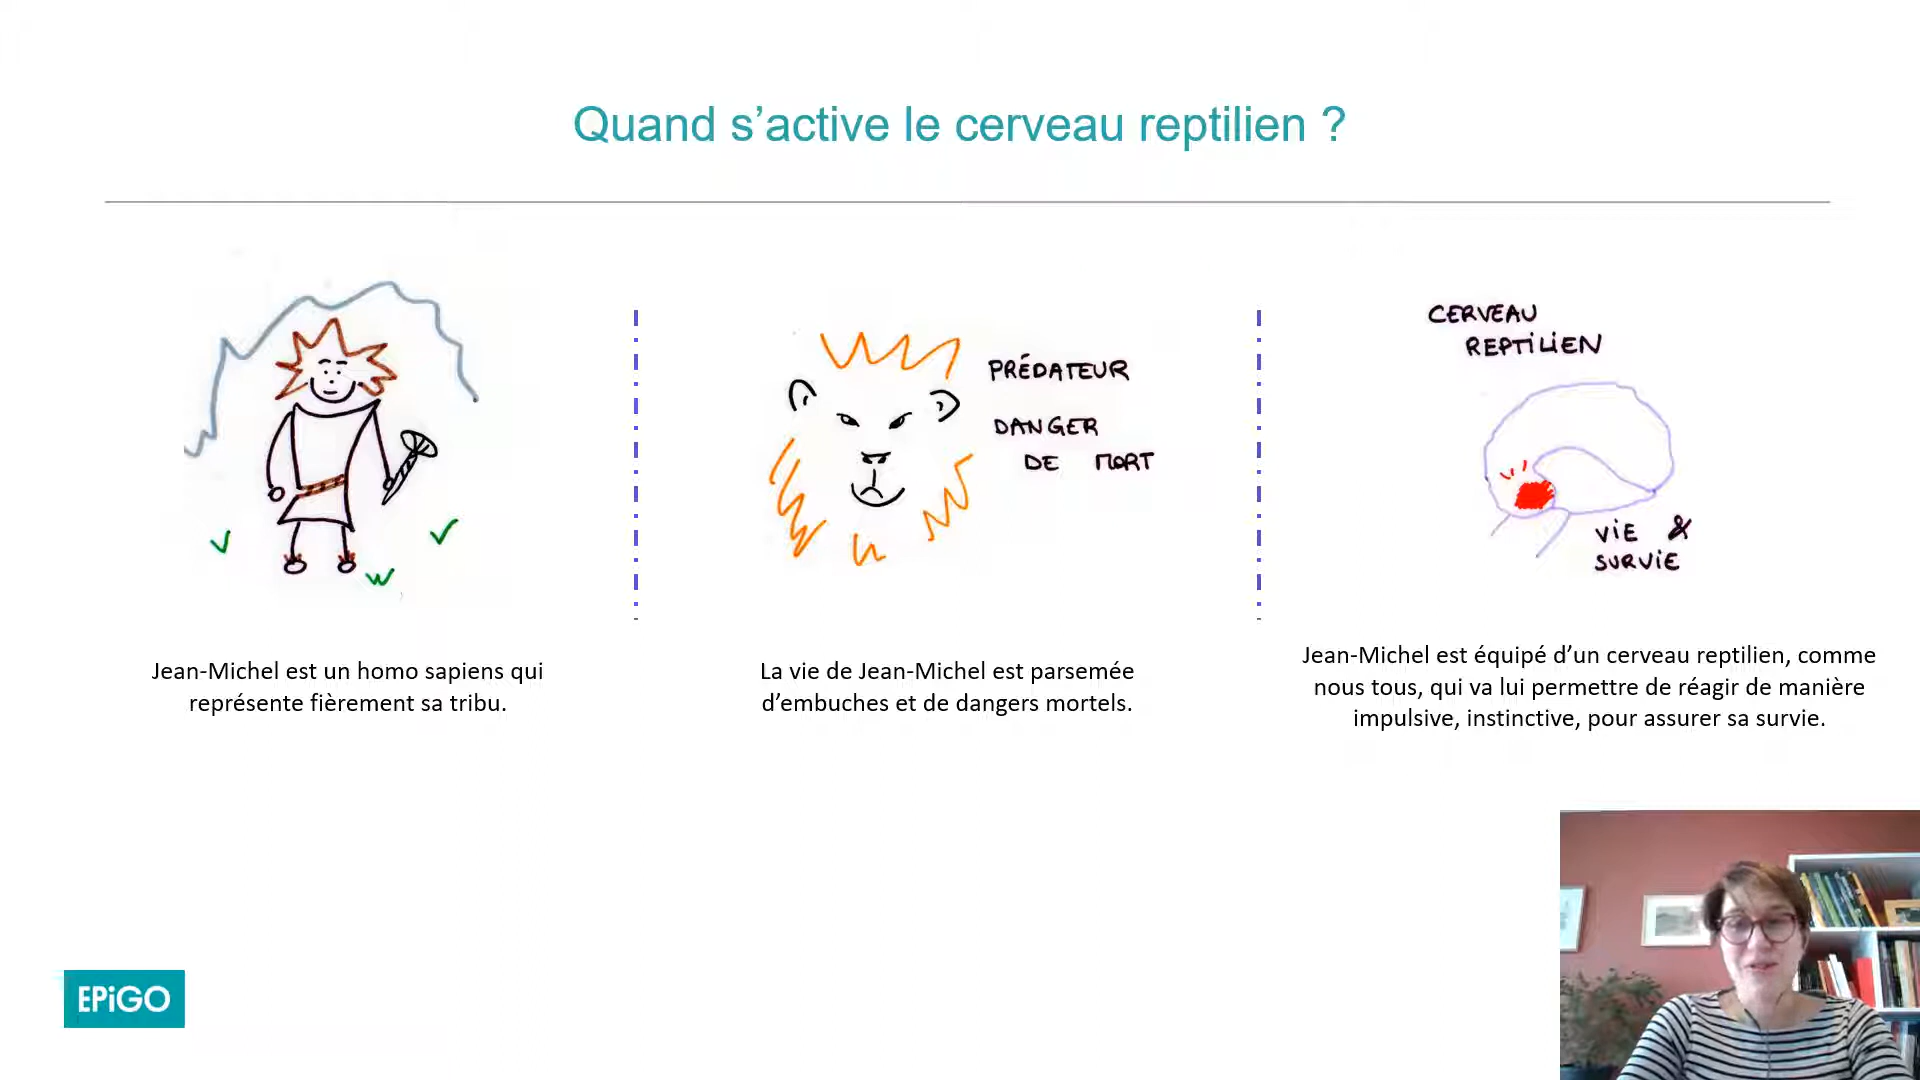 Quand s’active le cerveau reptilien ?
PRÉDATEUR
DANGER
DE MORT
CERVEAU
REPTILIEN
ViE &
SURViE
Jean-Michel est un homo sapiens qui
représente fièrement sa tribu.
La vie de Jean-Michel est parsemée
d’embuches et de dangers mortels.
Jean-Michel est équipé d’un cerveau reptilien, comme
nous tous, qui va lui permettre de réagir de manière
impulsive, instinctive, pour assurer sa survie.
EPiGO